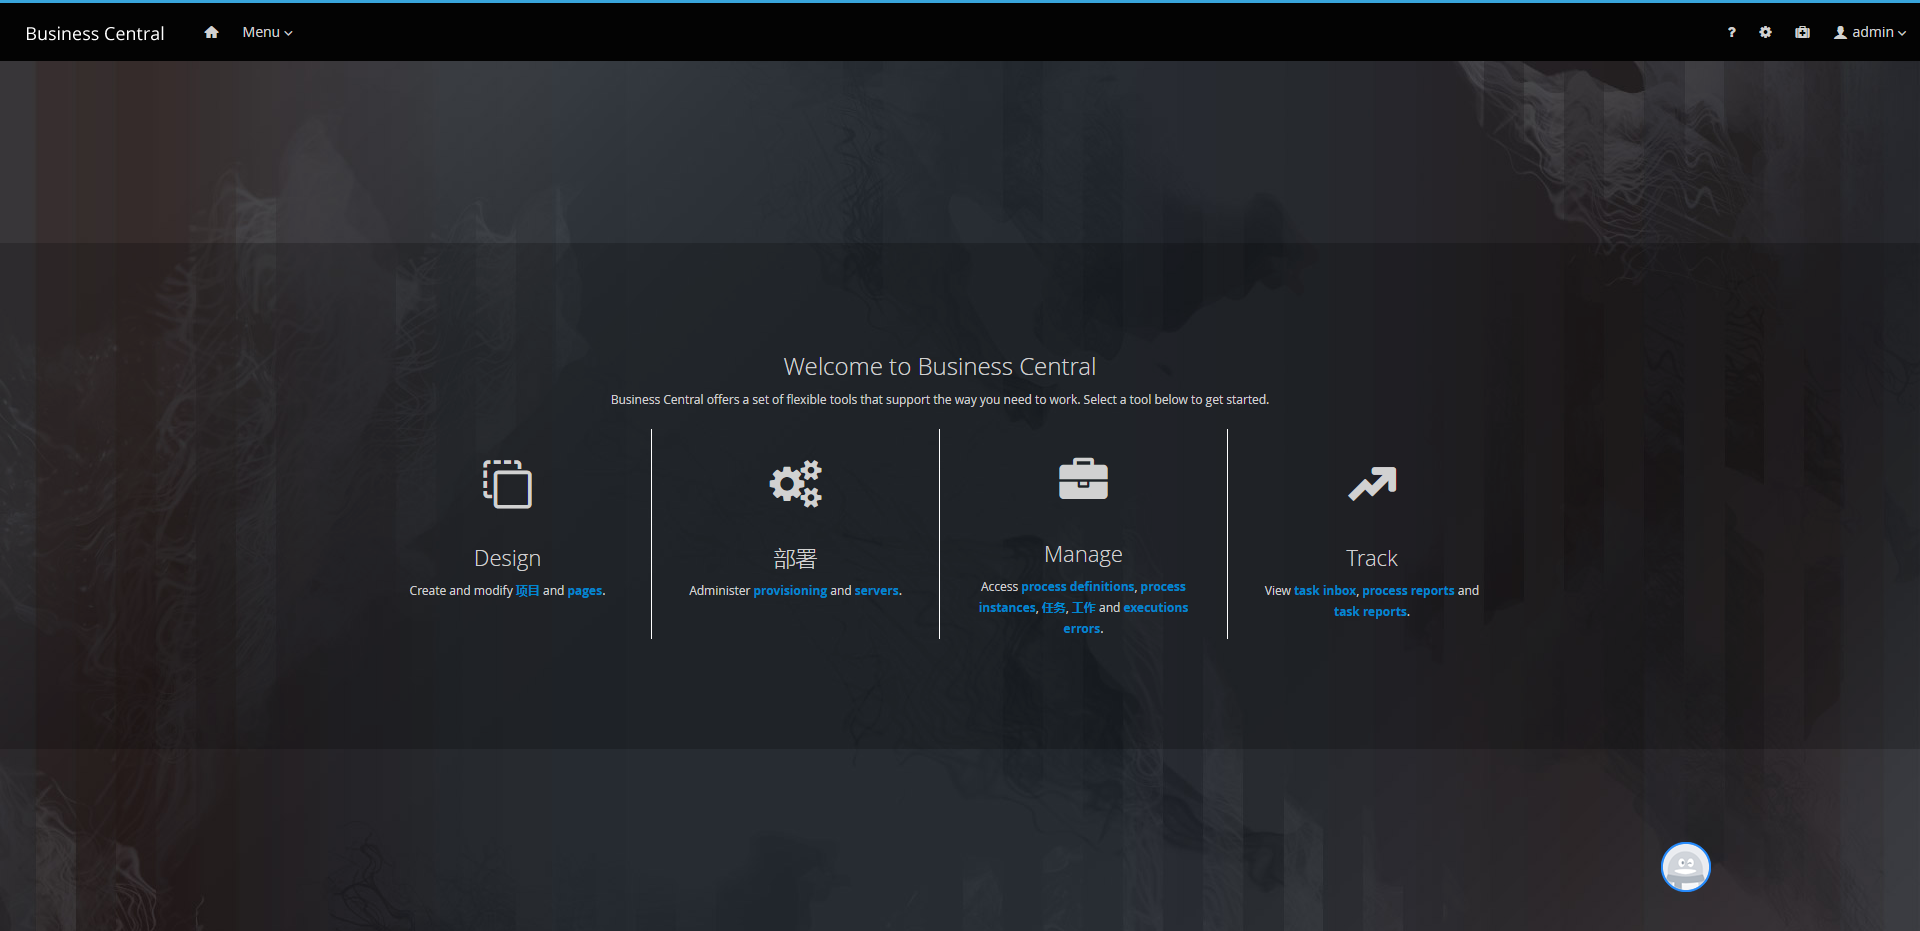 Business Central
Menu
?
admin
Welcome to Business Central
Business Central offers a set of flexible tools that support the way you need to work. Select a tool below to get started.
Design
Create and modify 项目 and pages.
部署
Administer provisioning and servers.
Manage
Access process definitions, process
instances, 任务, 工作 and executions
errors.
Track
View task inbox, process reports and
task reports.